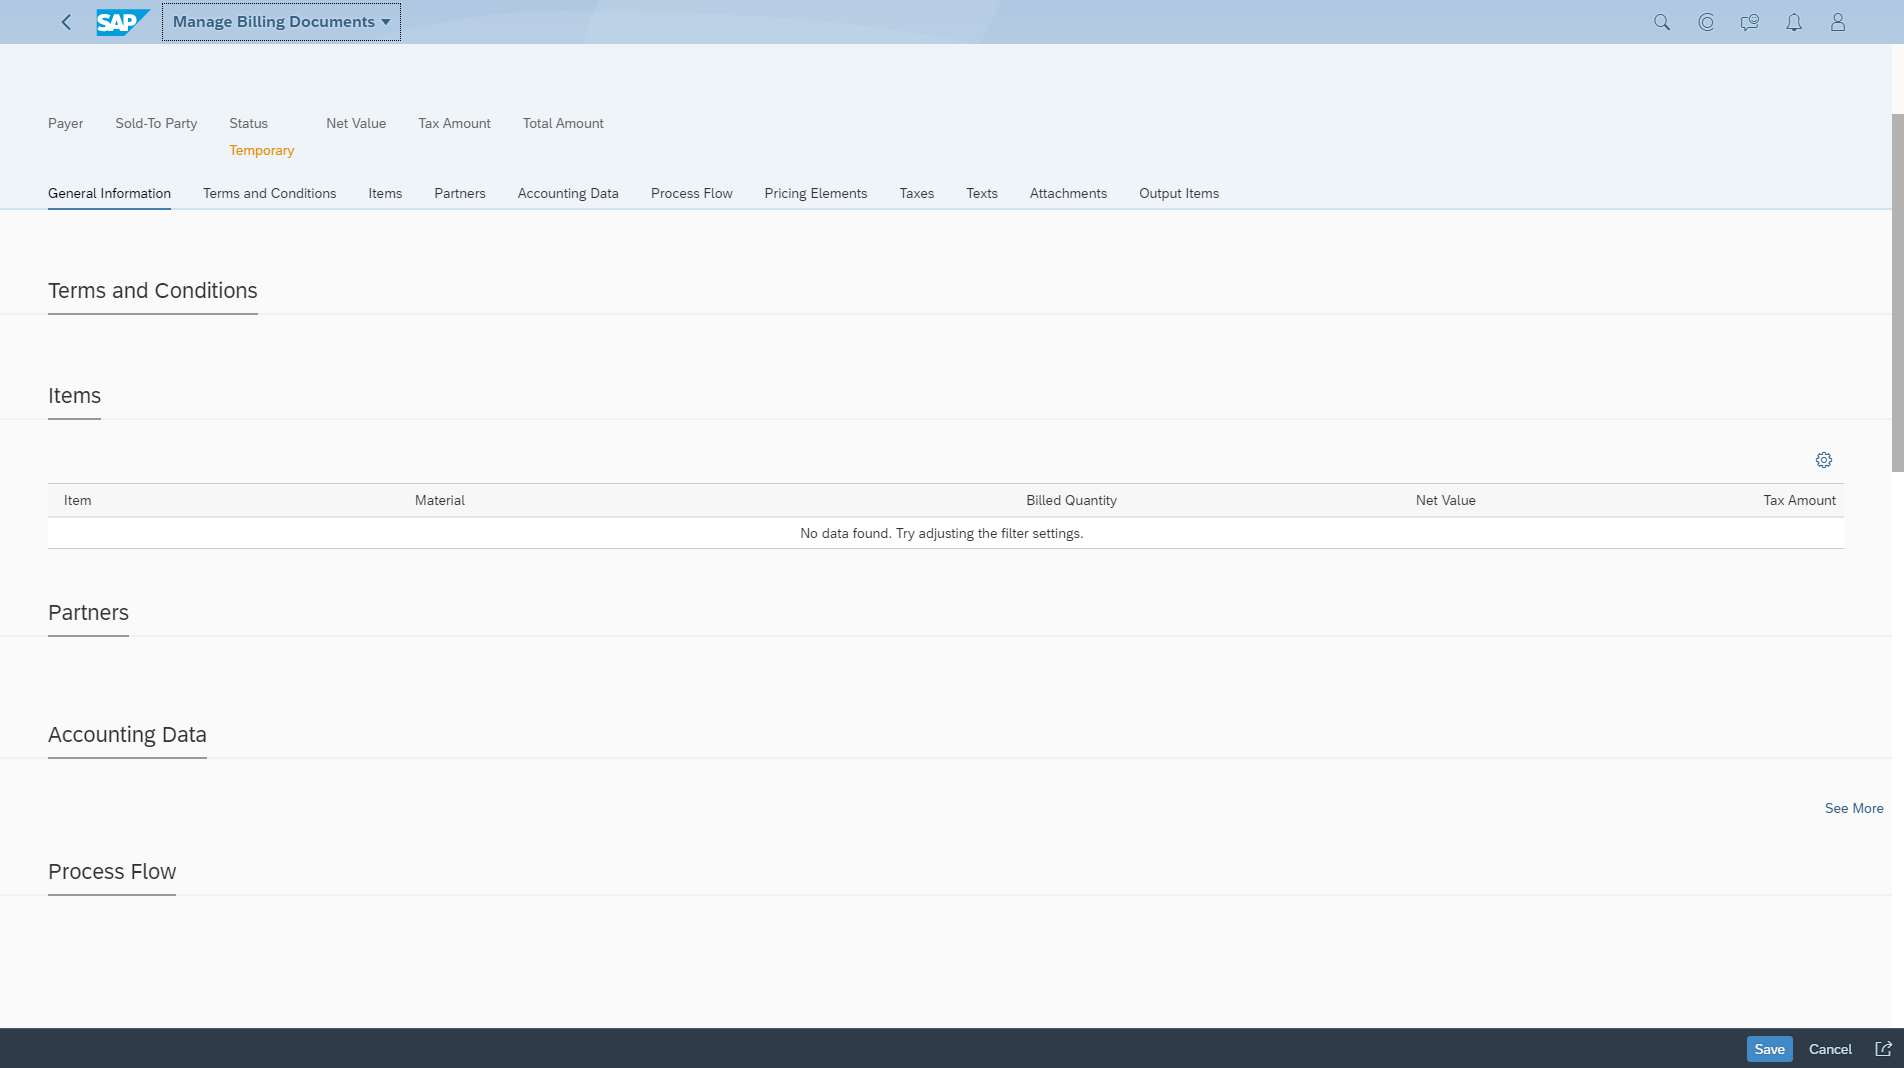 SAP Manage Billing Documents
Payer Sold-To Party Status Net Value Tax Amount Total Amount
Temporary
General Information Terms and Conditions Items Partners Accounting Data Process Flow Pricing Elements Taxes Texts Attachments Output Items
Terms and Conditions
Items
Item Material Billed Quantity Net Value Tax Amount
No data found. Try adjusting the filter settings.
Partners
Accounting Data
See More
Process Flow
Save Cancel